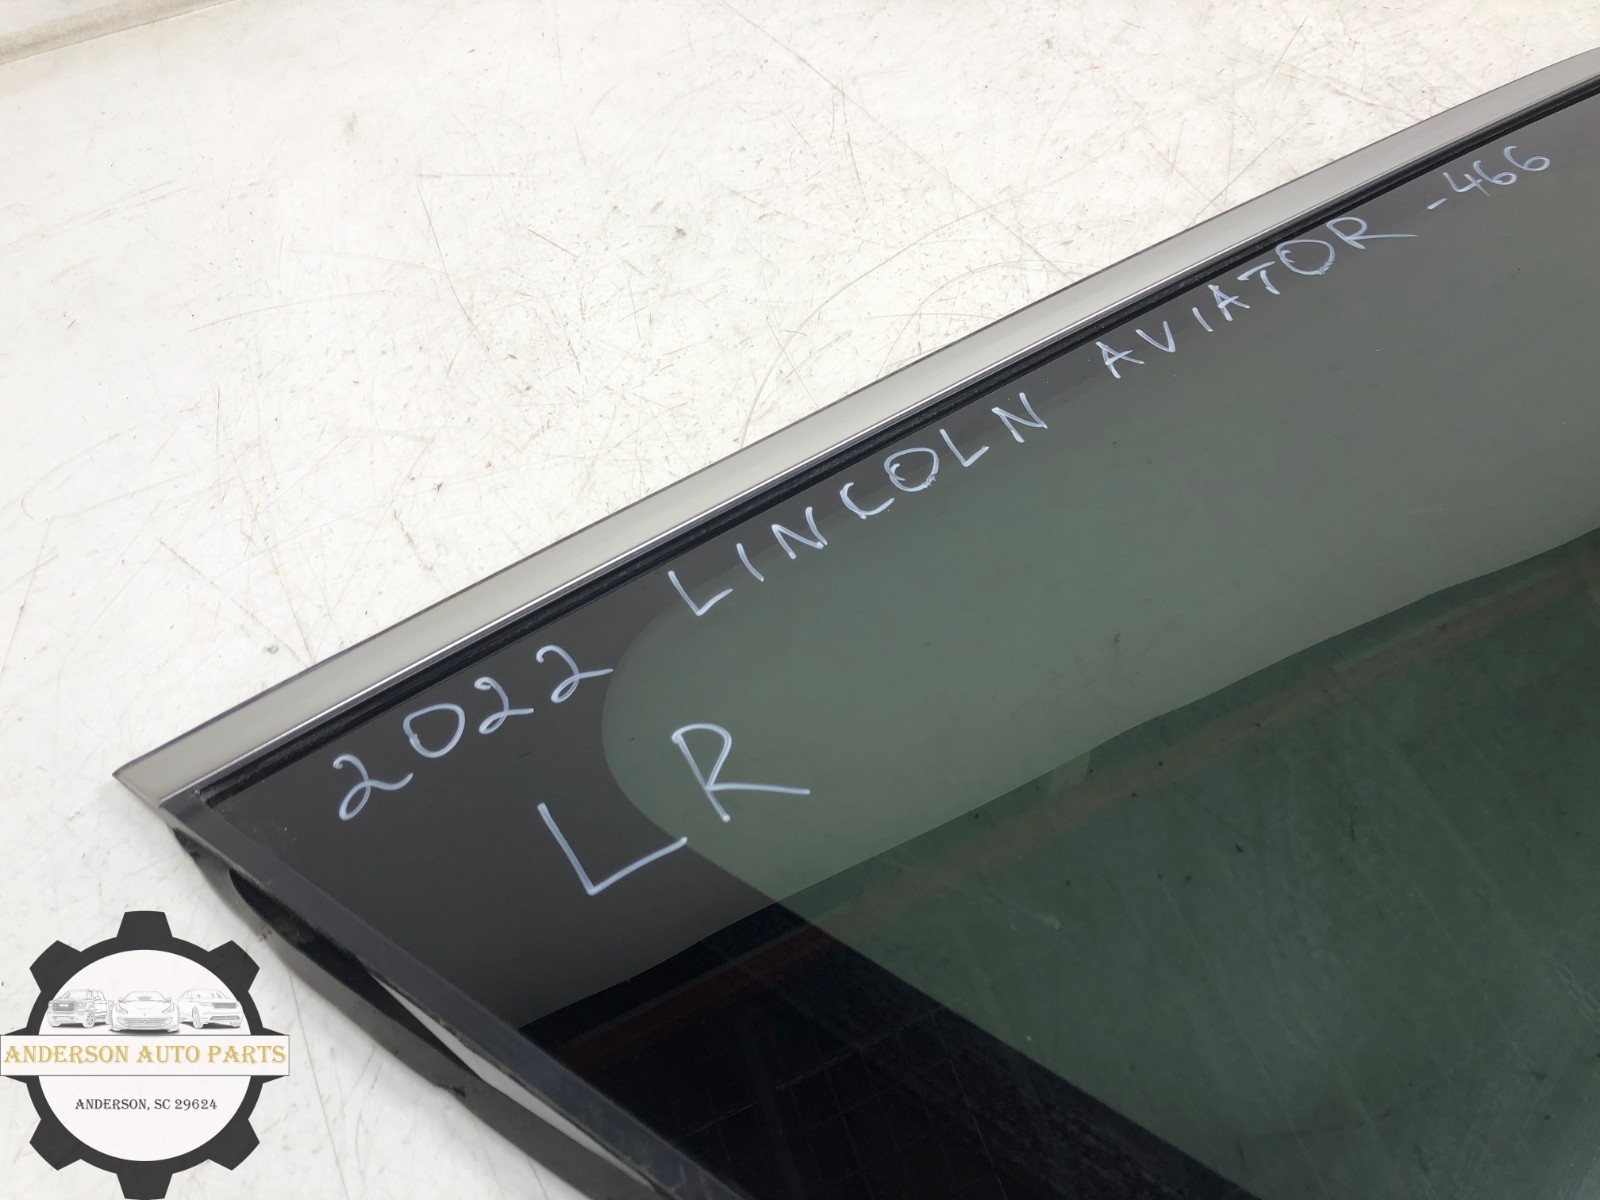 2022 LINCOLN AVIATOR -466
LR
ANDERSON AUTO PARTS
ANDERSON, SC 29624